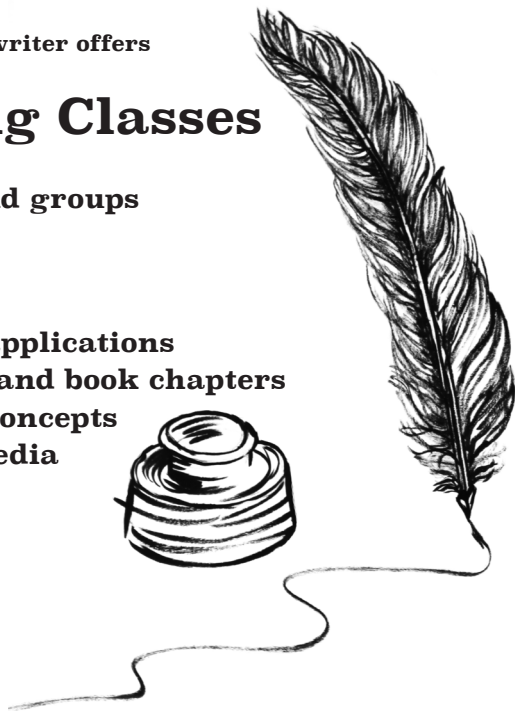 writer offers
g Classes
d groups
pplications
and book chapters
oncepts
edia